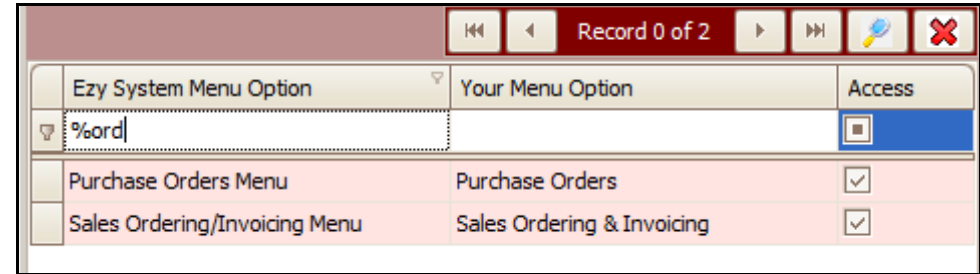 Record 0 of 2
Ezy System Menu Option Your Menu Option Access
%ord
Purchase Orders Menu Purchase Orders
Sales Ordering/Invoicing Menu Sales Ordering & Invoicing